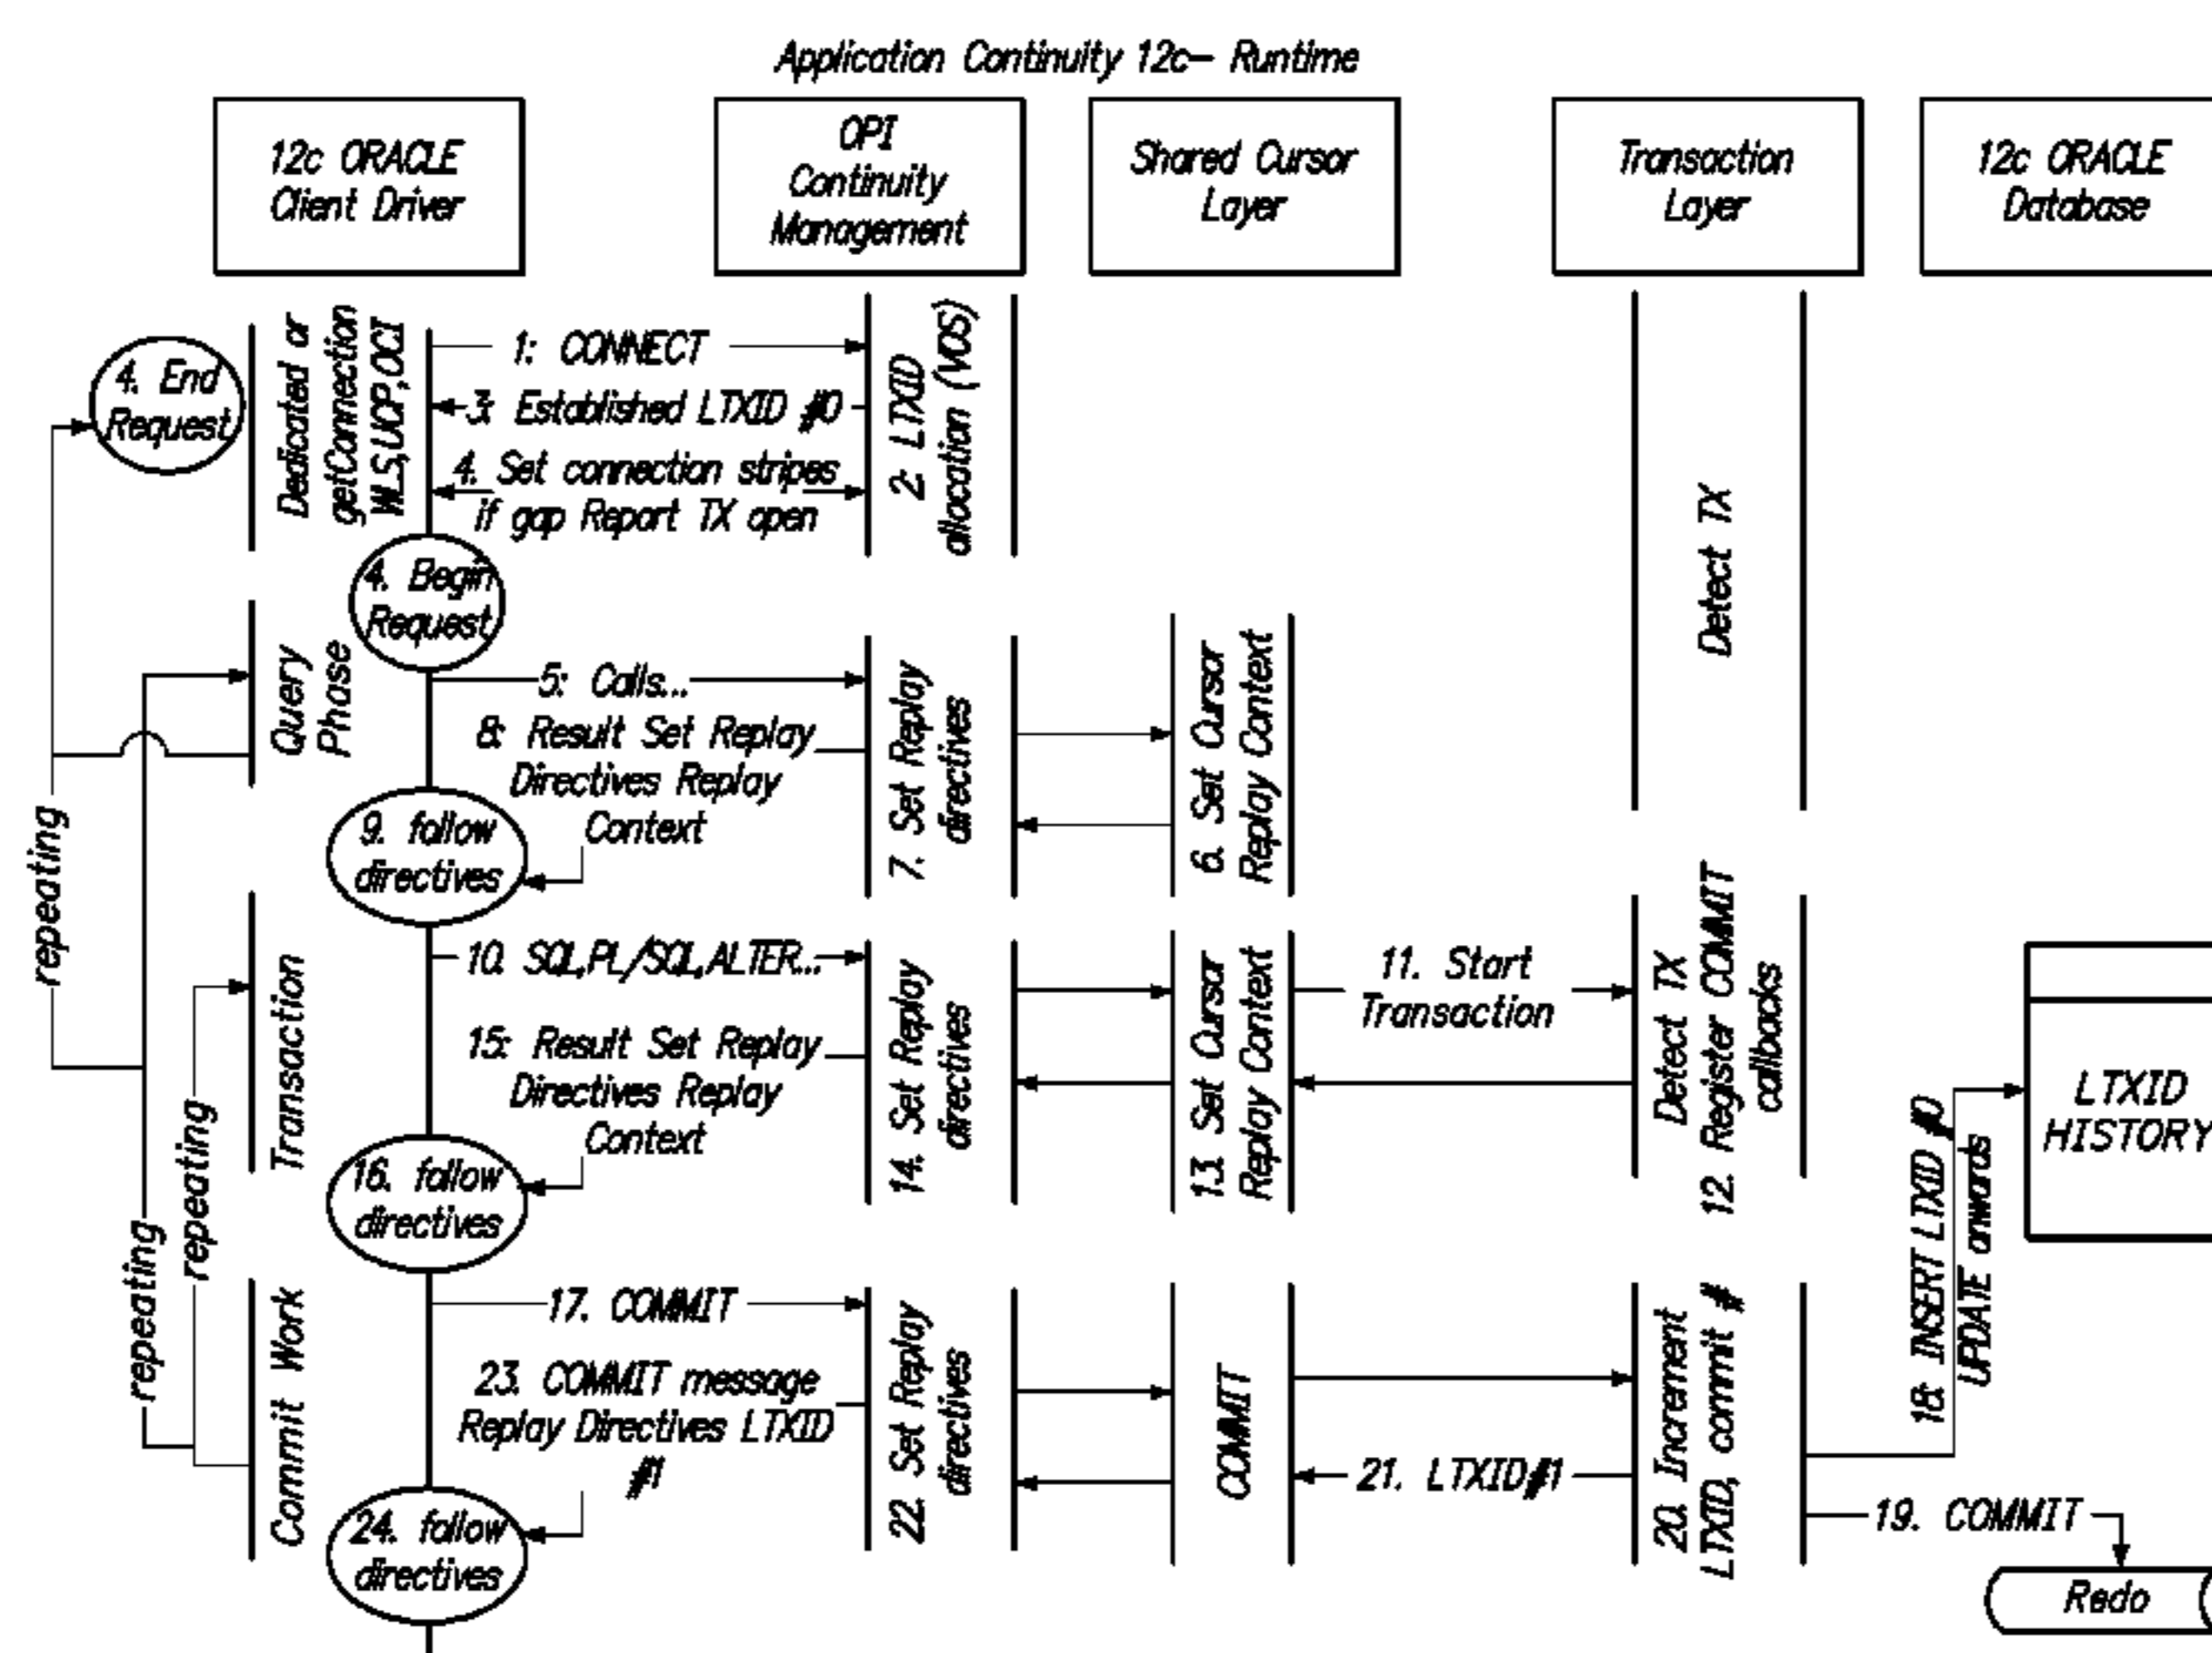 Application Continuity 12c- Runtime
12c ORACLE
Client Driver
OPI
Continuity
Management
Shared Cursor
Layer
Transaction
Layer
12c ORACLE
Database
4. End
Request
Dedicated or
getConnection
WLS,UCP,OCI
1: CONNECT
3: Established LTXID #0
4. Set connection stripes
if gap Report TX open
2: LTXID
allocation (VOS)
Detect TX
4. Begin
Request
Query
Phase
5: Calls...
8: Result Set Replay
Directives Replay
Context
7. Set Replay
directives
6. Set Cursor
Replay Context
9. follow
directives
repeating
Transaction
10. SQL,PL/SQL,ALTER...
15: Result Set Replay
Directives Replay
Context
14. Set Replay
directives
13. Set Cursor
Replay Context
11. Start
Transaction
Detect TX
12. Register COMMIT
callbacks
LTXID
HISTORY
16. follow
directives
repeating
repeating
Commit Work
17. COMMIT
23. COMMIT message
Replay Directives LTXID
#1
22. Set Replay
directives
COMMIT
21. LTXID#1
20. Increment
LTXID, commit #
18: INSERT LTXID #0
UPDATE onwards
19. COMMIT
Redo
24. follow
directives